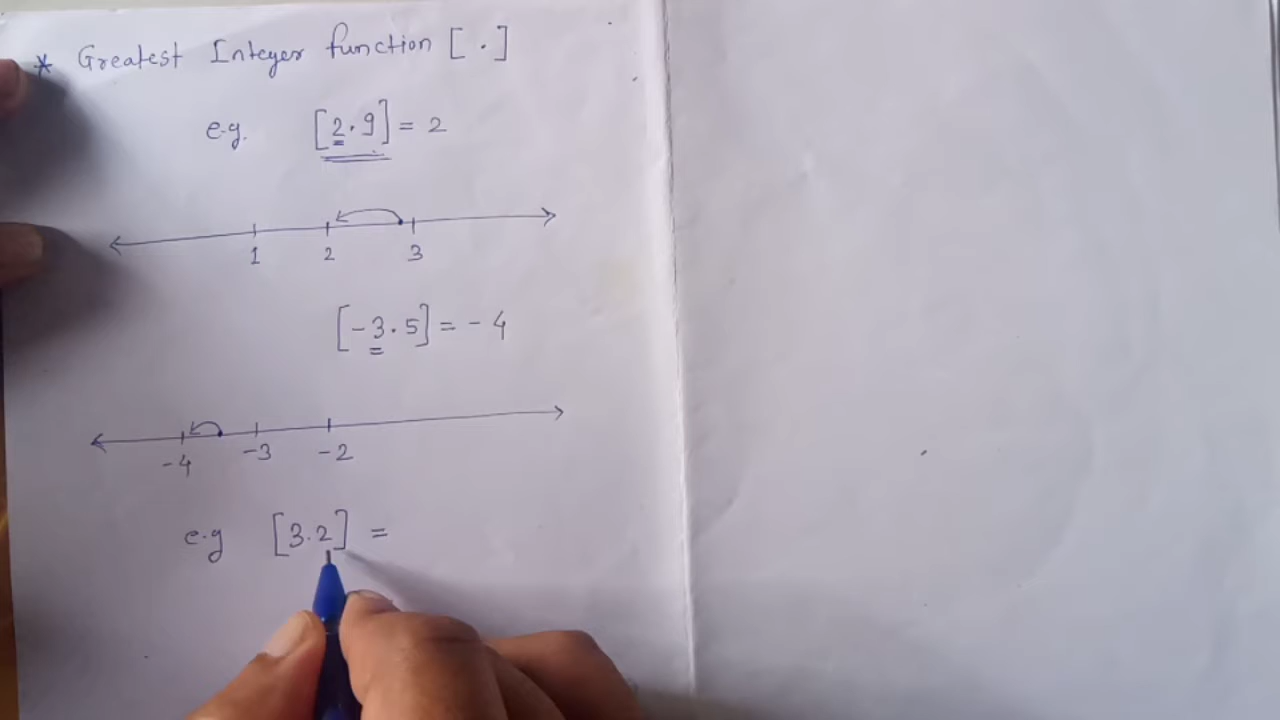 * Greatest Integer function [ . ]
e.g. [2.9] = 2
1 2 3
[-3.5] = -4
-4 -3 -2
e.g [3.2] =